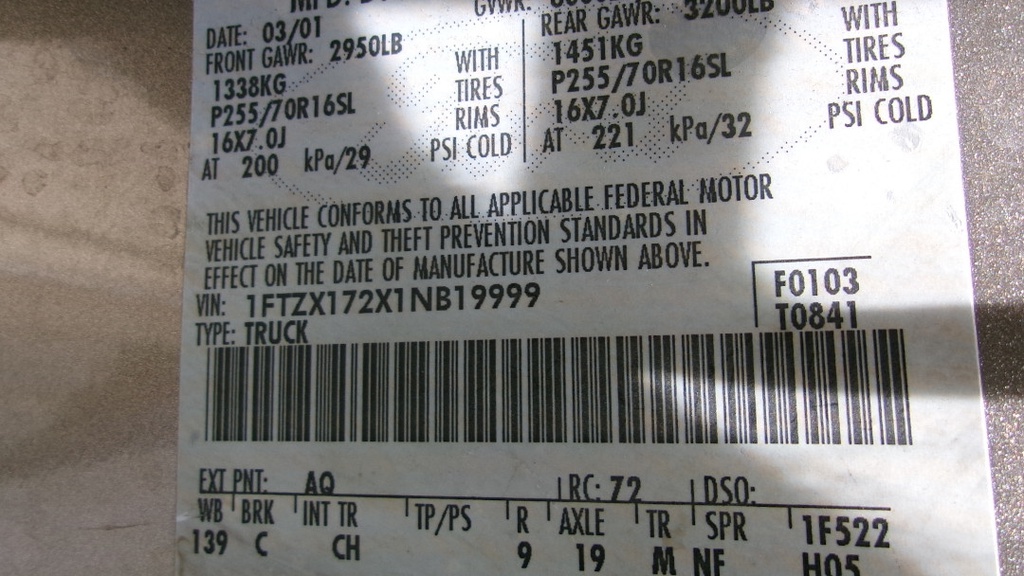 DATE: 03/01 GVWR:
FRONT GAWR: 2950LB REAR GAWR: 3200LB
1338KG WITH 1451KG WITH
P255/70R16SL TIRES P255/70R16SL TIRES
16X7.0J RIMS 16X7.0J RIMS
AT 200 kPa/29 PSI COLD AT 221 kPa/32 PSI COLD
THIS VEHICLE CONFORMS TO ALL APPLICABLE FEDERAL MOTOR
VEHICLE SAFETY AND THEFT PREVENTION STANDARDS IN
EFFECT ON THE DATE OF MANUFACTURE SHOWN ABOVE.
VIN: 1FTZX172X1NB19999 F0103
TYPE: TRUCK T0841
EXT PNT: AQ RC: 72 DSO:
WB BRK INT TR TP/PS R AXLE TR SPR 1F522
139 C CH 9 19 M NF H05